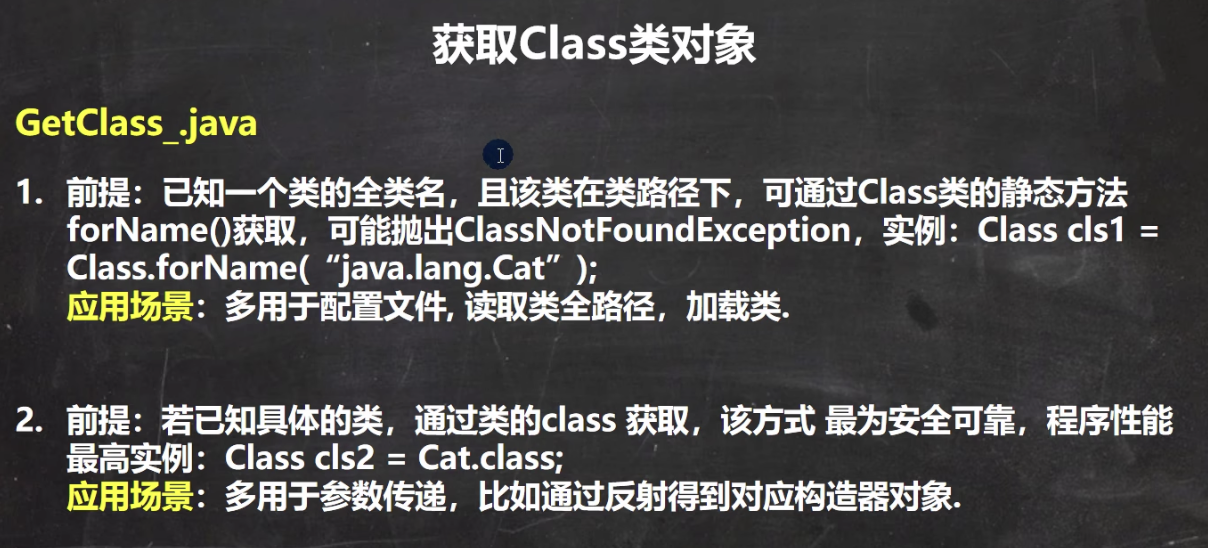 获取Class类对象
GetClass_.java
1. 前提：已知一个类的全类名，且该类在类路径下，可通过Class类的静态方法
forName()获取，可能抛出ClassNotFoundException，实例：Class cls1 =
Class.forName( “java.lang.Cat” );
应用场景：多用于配置文件, 读取类全路径，加载类.
2. 前提：若已知具体的类，通过类的class 获取，该方式 最为安全可靠，程序性能
最高实例：Class cls2 = Cat.class;
应用场景：多用于参数传递，比如通过反射得到对应构造器对象.